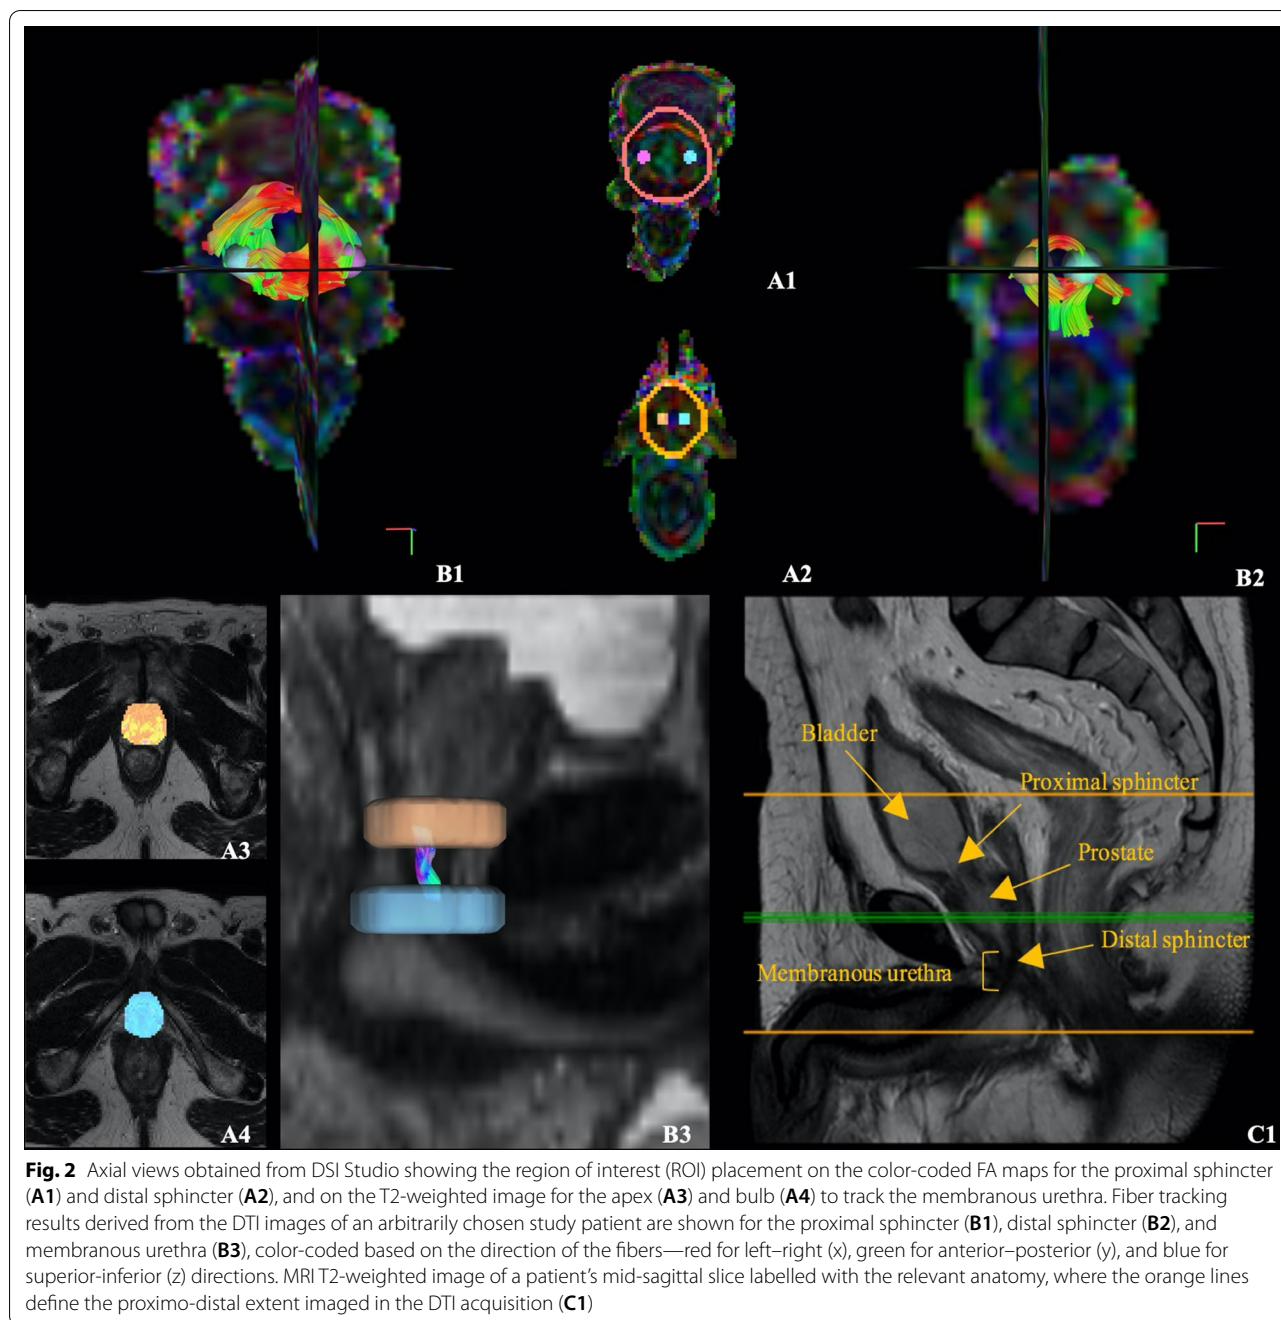 A1
B1
A2
B2
A3
A4
B3
Bladder
Proximal sphincter
Prostate
Distal sphincter
Membranous urethra
C1
Fig. 2 Axial views obtained from DSI Studio showing the region of interest (ROI) placement on the color-coded FA maps for the proximal sphincter
(A1) and distal sphincter (A2), and on the T2-weighted image for the apex (A3) and bulb (A4) to track the membranous urethra. Fiber tracking
results derived from the DTI images of an arbitrarily chosen study patient are shown for the proximal sphincter (B1), distal sphincter (B2), and
membranous urethra (B3), color-coded based on the direction of the fibers—red for left–right (x), green for anterior–posterior (y), and blue for
superior-inferior (z) directions. MRI T2-weighted image of a patient’s mid-sagittal slice labelled with the relevant anatomy, where the orange lines
define the proximo-distal extent imaged in the DTI acquisition (C1)